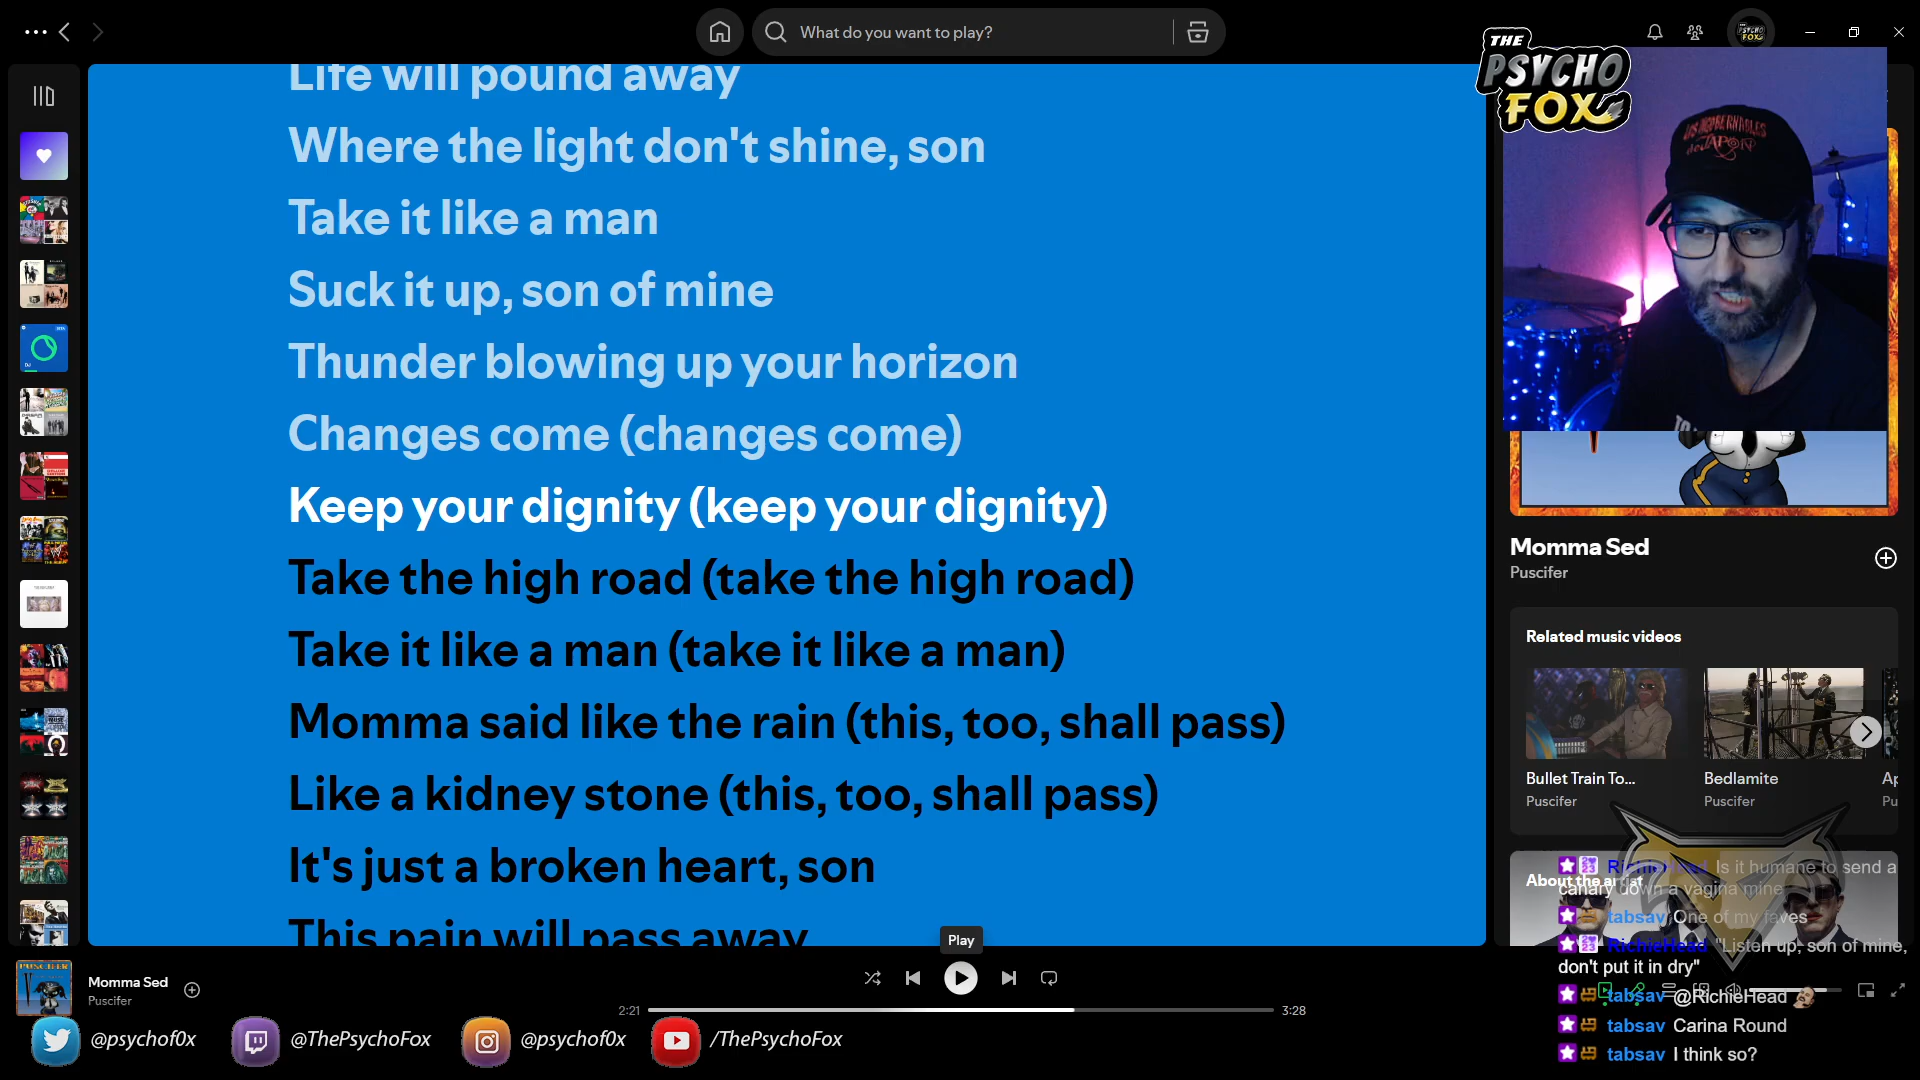 What do you want to play?
THE
PSYCHO
FOX
Life will pound away
Where the light don't shine, son
Take it like a man
Suck it up, son of mine
Thunder blowing up your horizon
Changes come (changes come)
Keep your dignity (keep your dignity)
Take the high road (take the high road)
Take it like a man (take it like a man)
Momma said like the rain (this, too, shall pass)
Like a kidney stone (this, too, shall pass)
It's just a broken heart, son
This pain will pass away
Momma Sed
Puscifer
Related music videos
Bullet Train To...
Puscifer
Bedlamite
Puscifer
Ap
Pu
About the artist
RichieHead Is it humane to send a
canary down a vagina mine
tabsav One of my faves
RichieHead "Listen up, son of mine,
don't put it in dry"
tabsav @RichieHead
tabsav Carina Round
tabsav I think so?
Play
PUSCIFER
Momma Sed
Puscifer
2:21
3:28
@psychof0x
@ThePsychoFox
@psychof0x
/ThePsychoFox